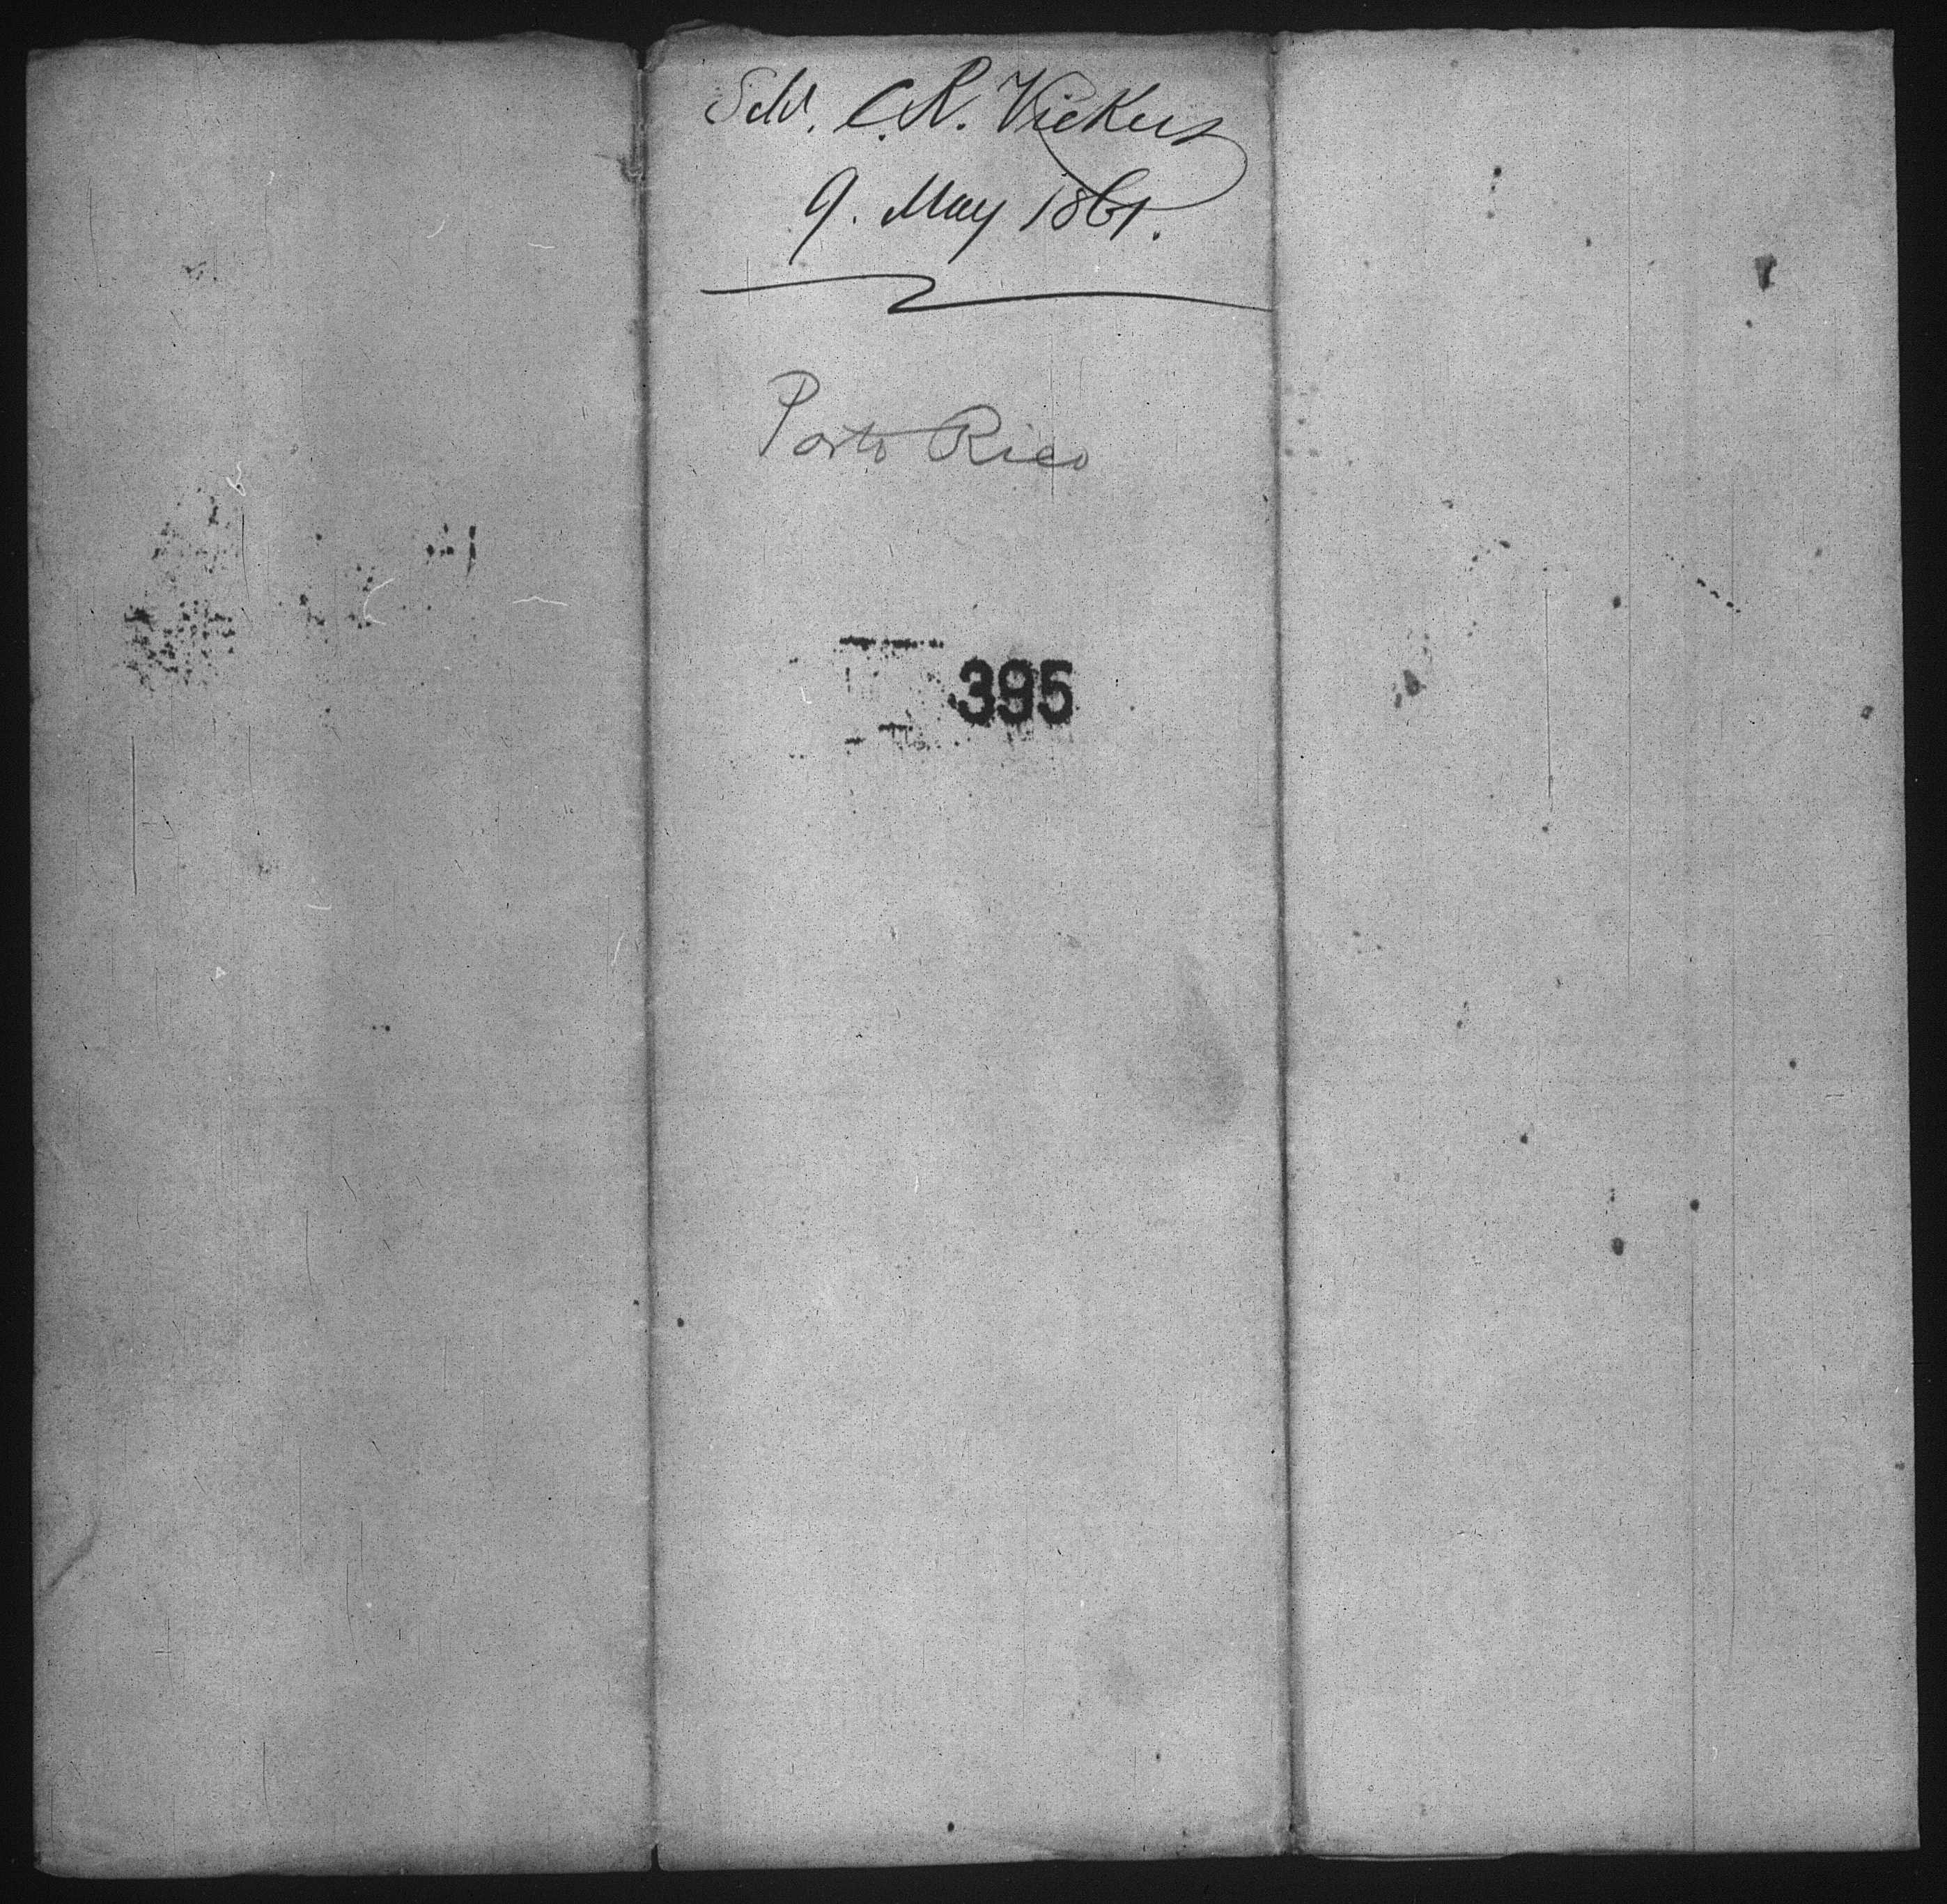 Schr. C. R. Vickers
9. May 1861.
Porto Rico
395